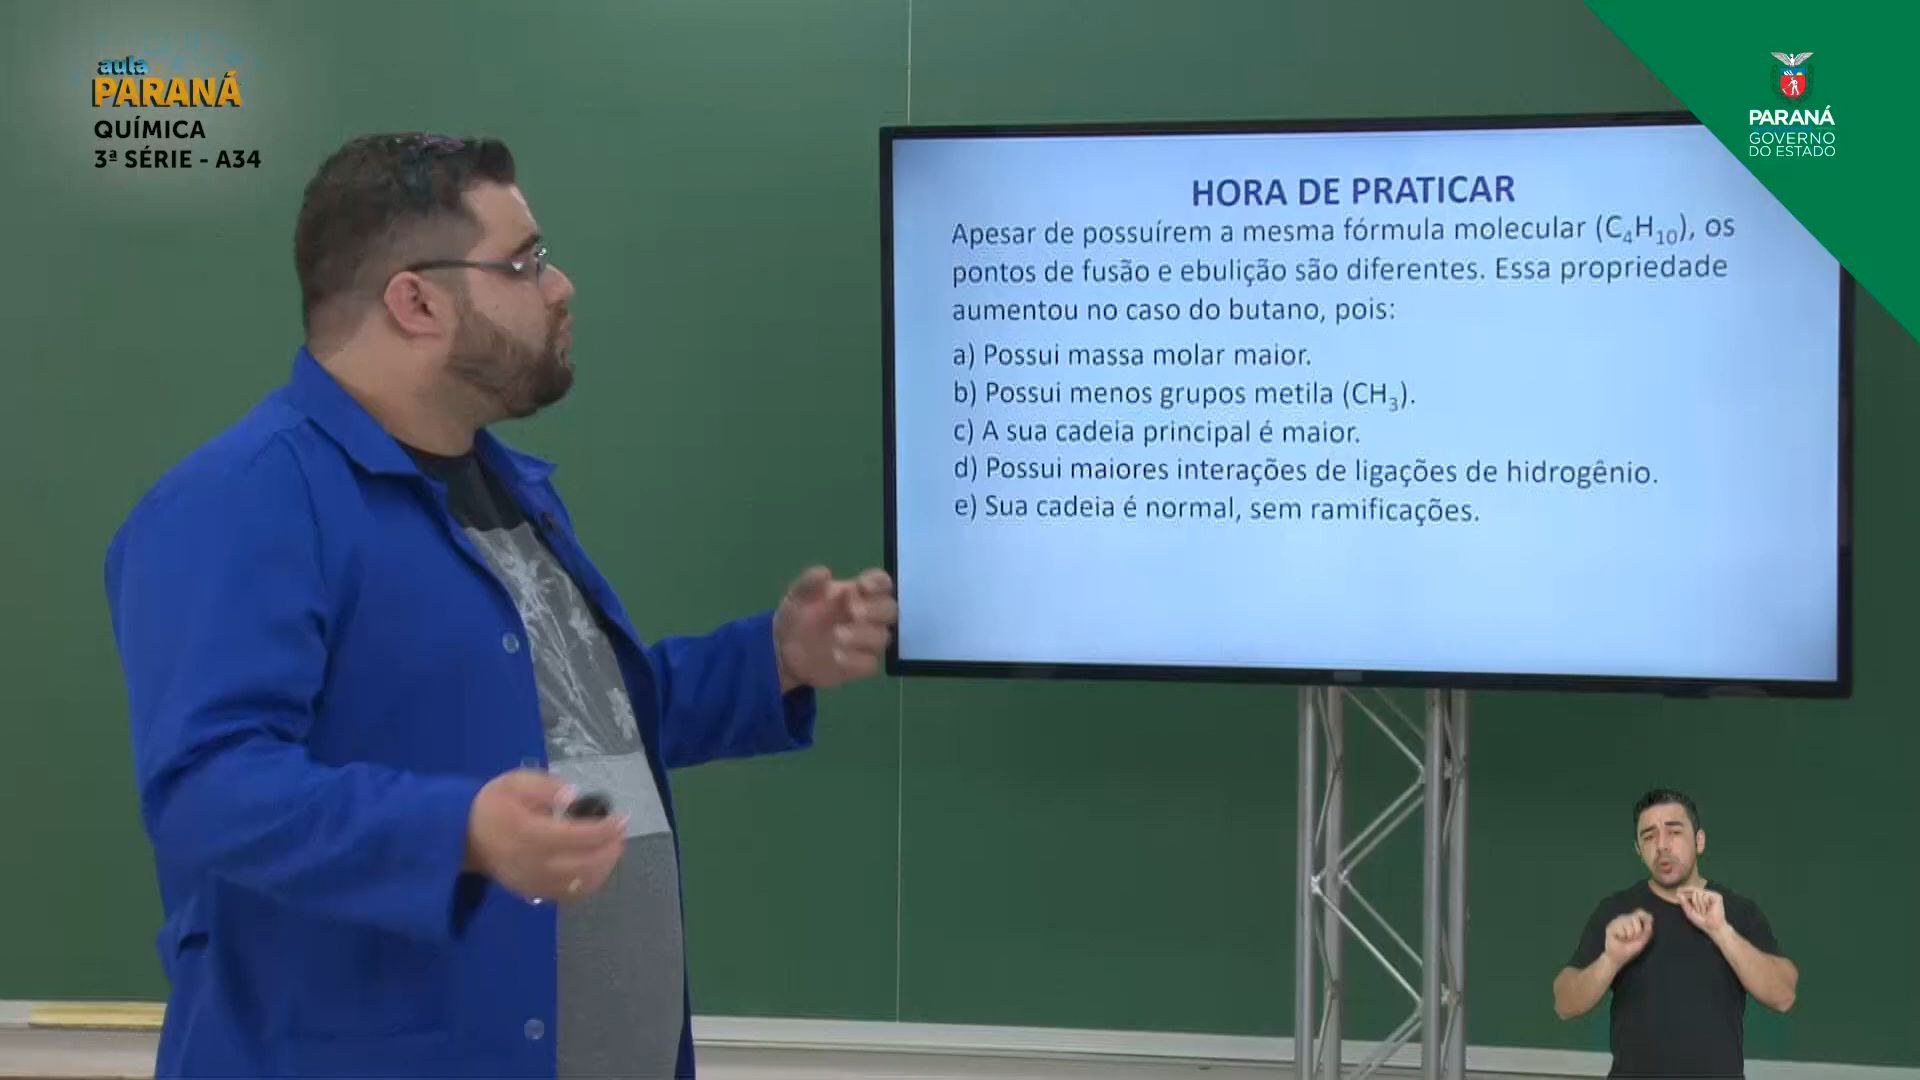 aula
PARANÁ
QUÍMICA
3ª SÉRIE - A34
PARANÁ
GOVERNO
DO ESTADO
HORA DE PRATICAR
Apesar de possuírem a mesma fórmula molecular (C₄H₁₀), os
pontos de fusão e ebulição são diferentes. Essa propriedade
aumentou no caso do butano, pois:
a) Possui massa molar maior.
b) Possui menos grupos metila (CH₃).
c) A sua cadeia principal é maior.
d) Possui maiores interações de ligações de hidrogênio.
e) Sua cadeia é normal, sem ramificações.